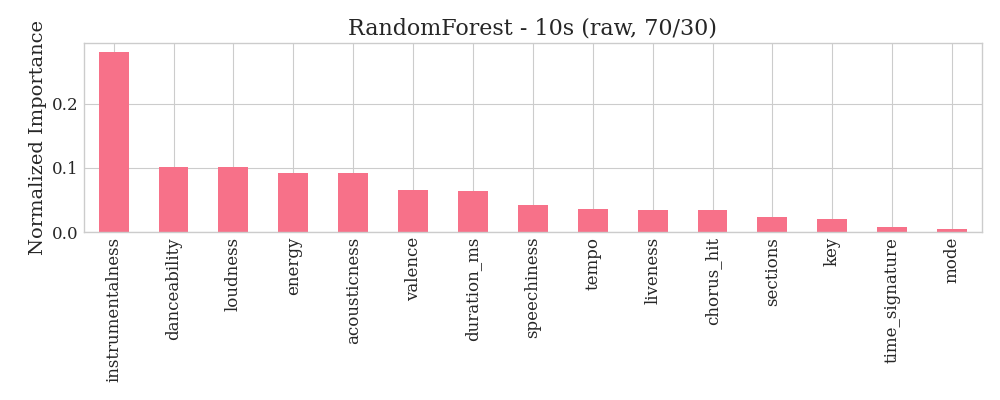 RandomForest - 10s (raw, 70/30)
Normalized Importance
0.2
0.1
0.0
instrumentalness
danceability
loudness
energy
acousticness
valence
duration_ms
speechiness
tempo
liveness
chorus_hit
sections
key
time_signature
mode